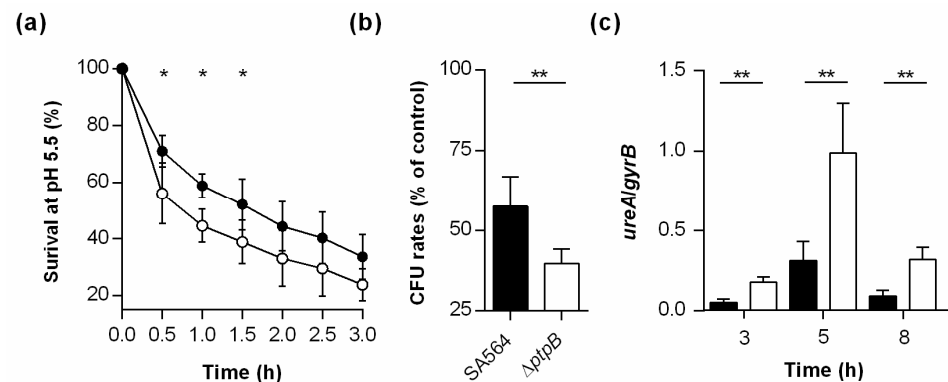 (a)
Surival at pH 5.5 (%)
100
80
60
40
20
* * *
0.0 0.5 1.0 1.5 2.0 2.5 3.0
Time (h)
(b)
CFU rates (% of control)
100
75
50
25
**
SA564 ΔptpB
(c)
ureA/gyrB
1.5
1.0
0.5
0.0
** ** **
3 5 8
Time (h)